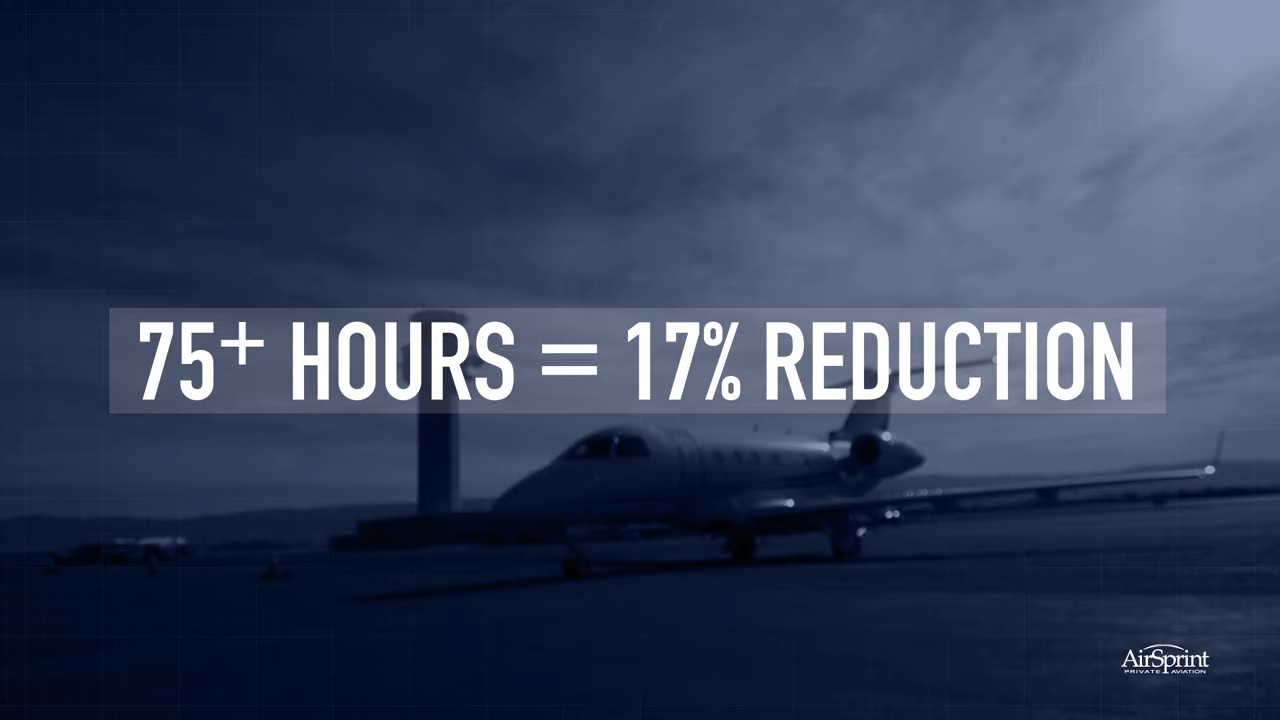 75+ HOURS = 17% REDUCTION
AirSprint
PRIVATE AVIATION